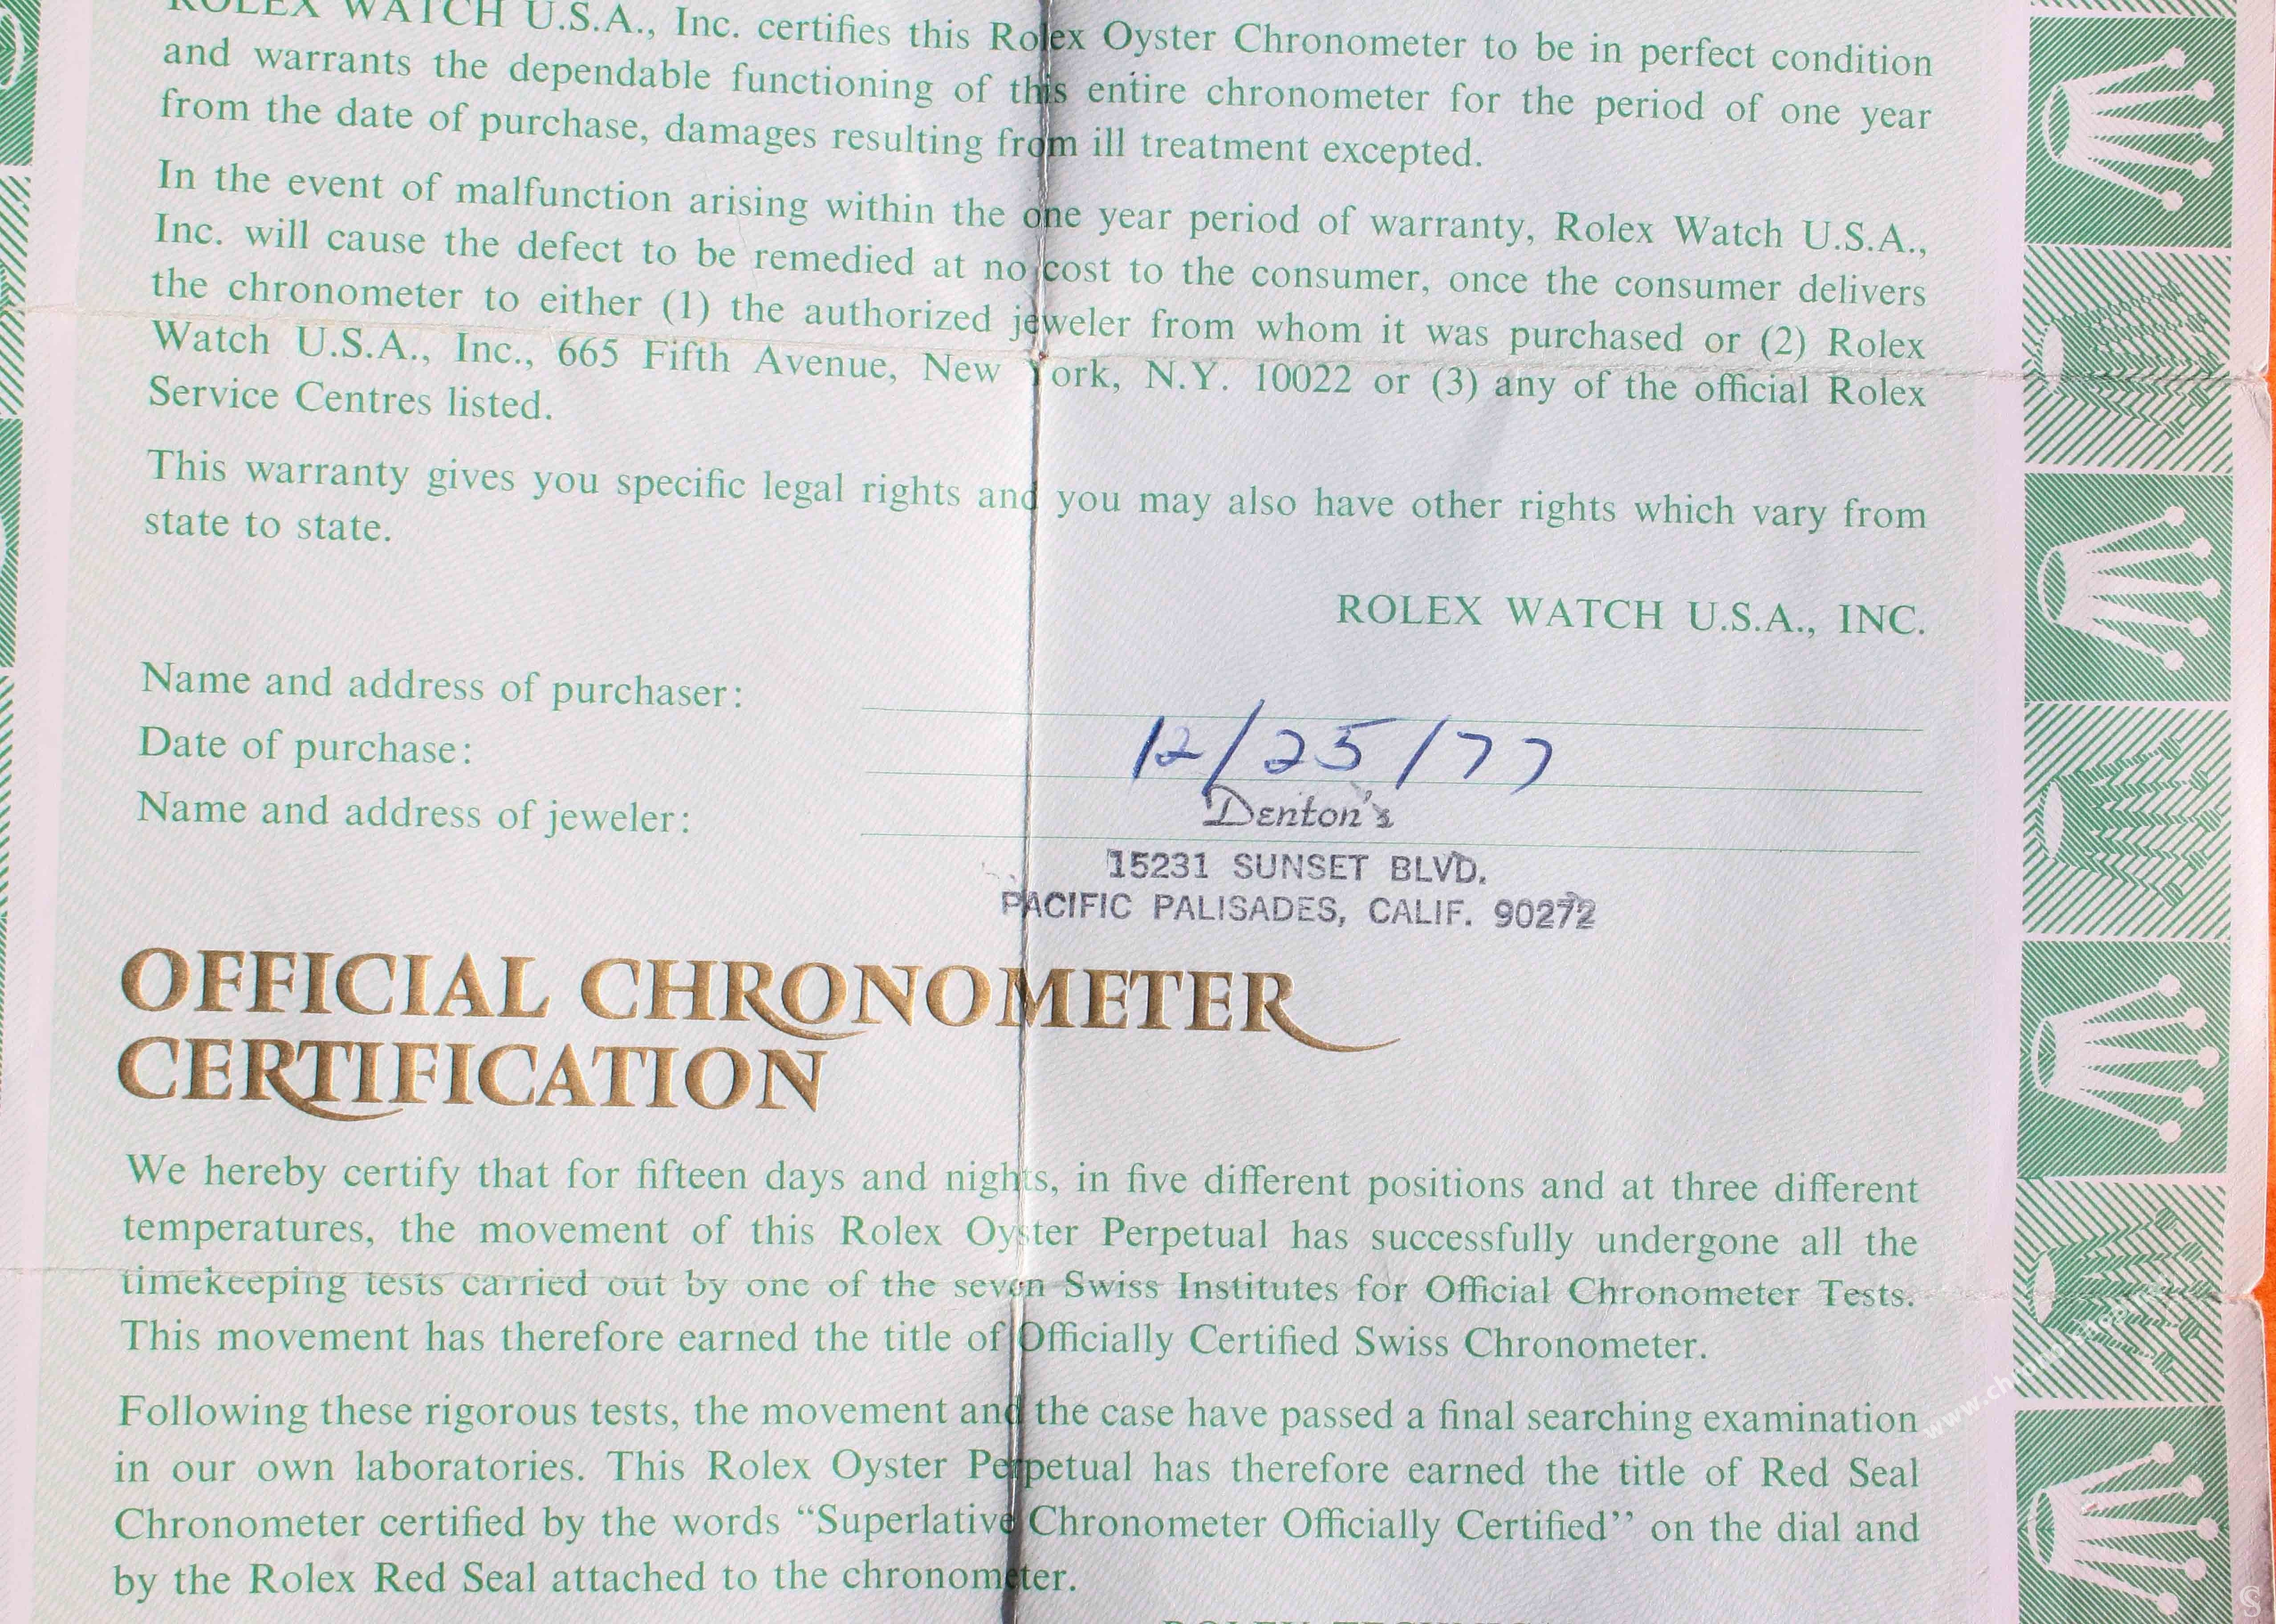 ROLEX WATCH U.S.A., Inc. certifies this Rolex Oyster Chronometer to be in perfect condition
and warrants the dependable functioning of this entire chronometer for the period of one year
from the date of purchase, damages resulting from ill treatment excepted.
In the event of malfunction arising within the one year period of warranty, Rolex Watch U.S.A.,
Inc. will cause the defect to be remedied at no cost to the consumer, once the consumer delivers
the chronometer to either (1) the authorized jeweler from whom it was purchased or (2) Rolex
Watch U.S.A., Inc., 665 Fifth Avenue, New York, N.Y. 10022 or (3) any of the official Rolex
Service Centres listed.
This warranty gives you specific legal rights and you may also have other rights which vary from
state to state.
ROLEX WATCH U.S.A., INC.
Name and address of purchaser:
Date of purchase: 12/25/77
Name and address of jeweler: Denton's
15231 SUNSET BLVD.
PACIFIC PALISADES, CALIF. 90272
OFFICIAL CHRONOMETER
CERTIFICATION
We hereby certify that for fifteen days and nights, in five different positions and at three different
temperatures, the movement of this Rolex Oyster Perpetual has successfully undergone all the
timekeeping tests carried out by one of the seven Swiss Institutes for Official Chronometer Tests.
This movement has therefore earned the title of Officially Certified Swiss Chronometer.
Following these rigorous tests, the movement and the case have passed a final searching examination
in our own laboratories. This Rolex Oyster Perpetual has therefore earned the title of Red Seal
Chronometer certified by the words “Superlative Chronometer Officially Certified” on the dial and
by the Rolex Red Seal attached to the chronometer.